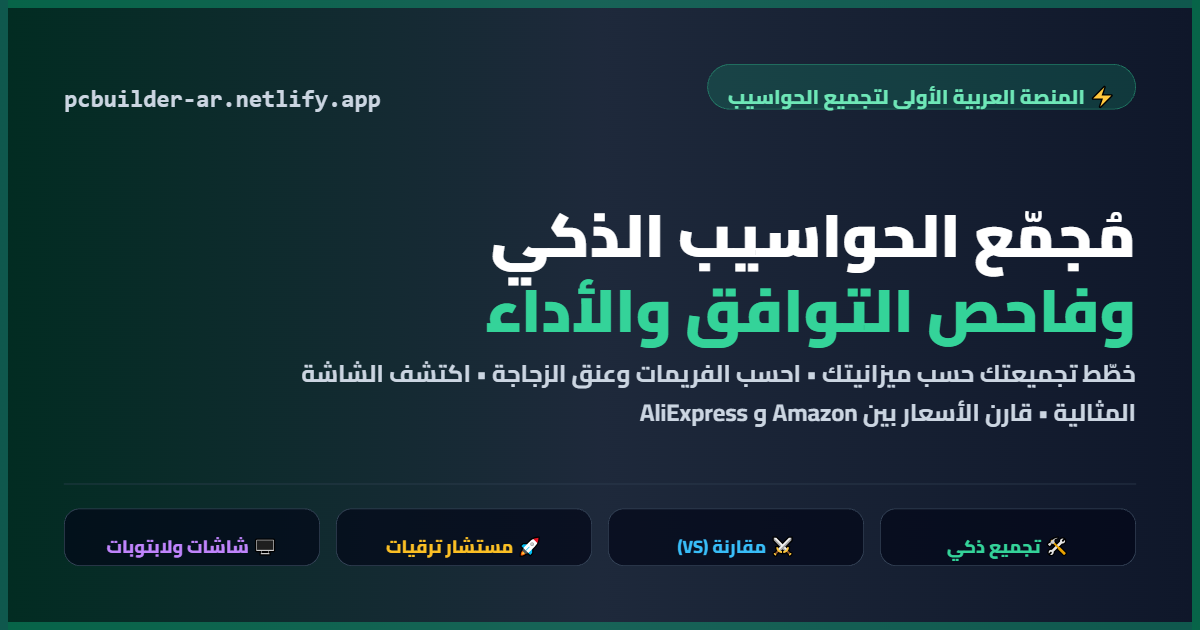 ⚡ المنصة العربية الأولى لتجميع الحواسيب
pcbuilder-ar.netlify.app
مُجمّع الحواسيب الذكي
وفاحص التوافق والأداء
خطّط تجميعتك حسب ميزانيتك ▪ احسب الفريمات وعنق الزجاجة ▪ اكتشف الشاشة
المثالية ▪ قارن الأسعار بين Amazon و AliExpress
🛠️ تجميع ذكي
⚔️ مقارنة (VS)
🚀 مستشار ترقيات
🖥️ شاشات ولابتوبات